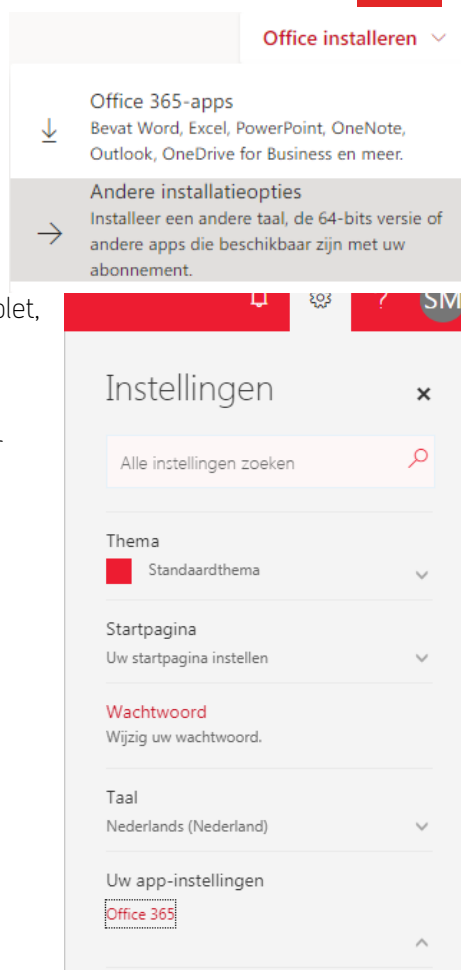 Office installeren
Office 365-apps
Bevat Word, Excel, PowerPoint, OneNote,
Outlook, OneDrive for Business en meer.
Andere installatieopties
Installeer een andere taal, de 64-bits versie of
andere apps die beschikbaar zijn met uw
abonnement.
? SM
Instellingen
Alle instellingen zoeken
Thema
Standaardthema
Startpagina
Uw startpagina instellen
Wachtwoord
Wijzig uw wachtwoord.
Taal
Nederlands (Nederland)
Uw app-instellingen
Office 365